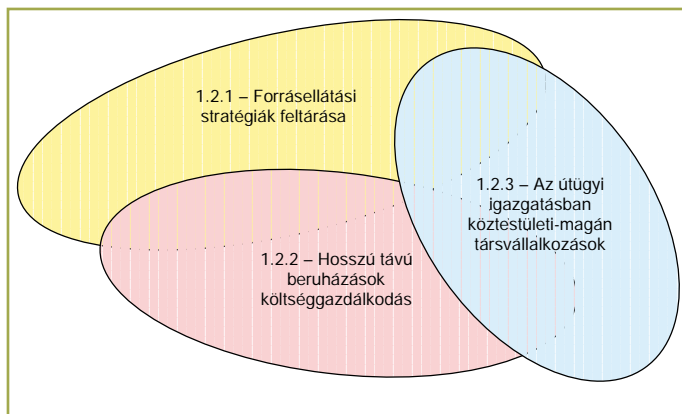 1.2.1 – Forrásellátási
stratégiák feltárása
1.2.3 – Az útügyi
igazgatásban
köztestületi-magán
társvállalkozások
1.2.2 – Hosszú távú
beruházások
költséggazdálkodás